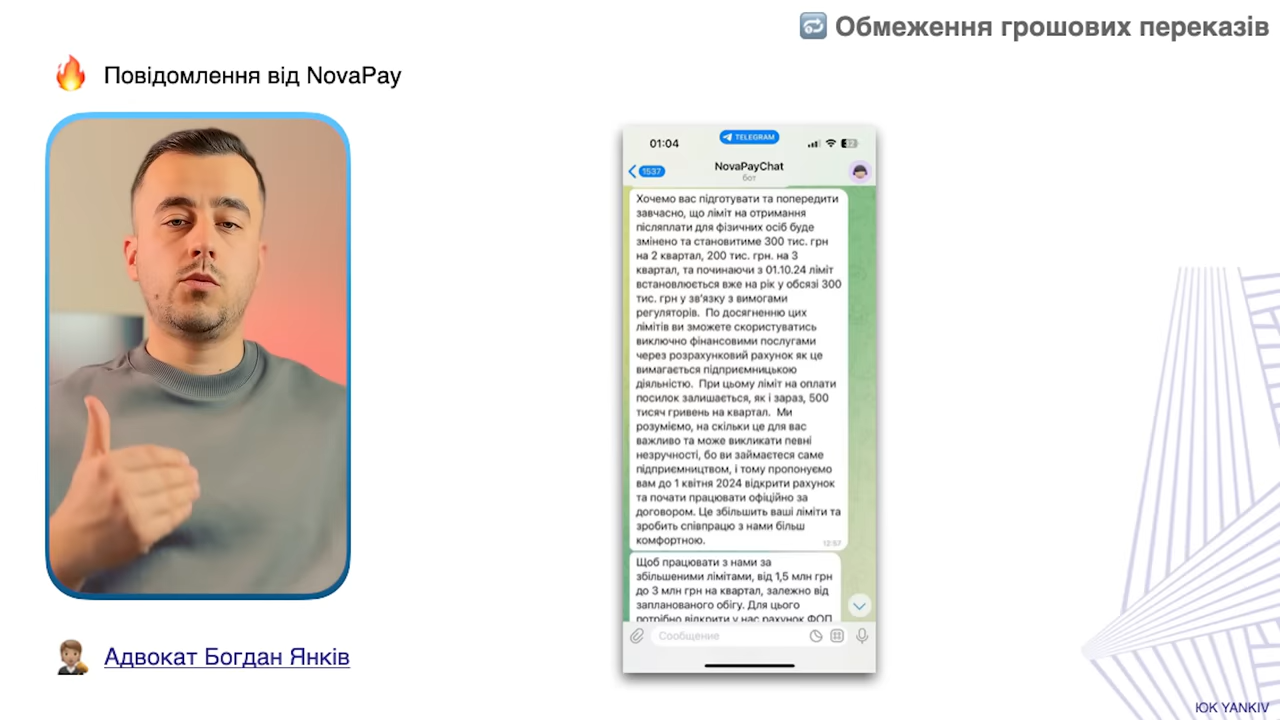 Обмеження грошових переказів
Повідомлення від NovaPay
01:04
TELEGRAM
1537
NovaPayChat
бот
Хочемо вас підготувати та попередити
завчасно, що ліміт на отримання
післяплати для фізичних осіб буде
змінено та становитиме 300 тис. грн
на 2 квартал, 200 тис. грн. на 3
квартал, та починаючи з 01.10.24 ліміт
встановлюється вже на рік у обсязі 300
тис. грн у зв'язку з вимогами
регуляторів. По досягненню цих
лімітів ви зможете скористуватись
виключно фінансовими послугами
через розрахунковий рахунок як це
вимагається підприємницькою
діяльністю. При цьому ліміт на оплати
посилок залишається, як і зараз, 500
тисяч гривень на квартал. Ми
розуміємо, на скільки це для вас
важливо та може викликати певні
незручності, бо ви займаєтеся саме
підприємництвом, і тому пропонуємо
вам до 1 квітня 2024 відкрити рахунок
та почати працювати офіційно за
договором. Це збільшить ваші ліміти та
зробить співпрацю з нами більш
комфортною.
12:57
Щоб працювати з нами за
збільшеними лімітами, від 1,5 млн грн
до 3 млн грн на квартал, залежно від
запланованого обігу. Для цього
потрібно відкрити у нас рахунок ФОП
Сообщение
Адвокат Богдан Янків
ЮК YANKIV